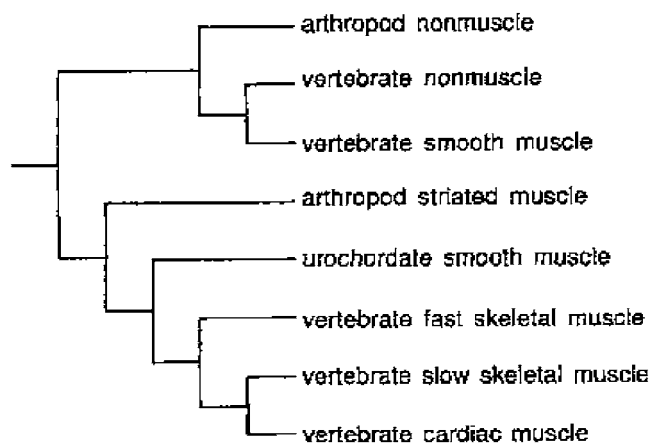 arthropod nonmuscle
vertebrate nonmuscle
vertebrate smooth muscle
arthropod striated muscle
urochordate smooth muscle
vertebrate fast skeletal muscle
vertebrate slow skeletal muscle
vertebrate cardiac muscle